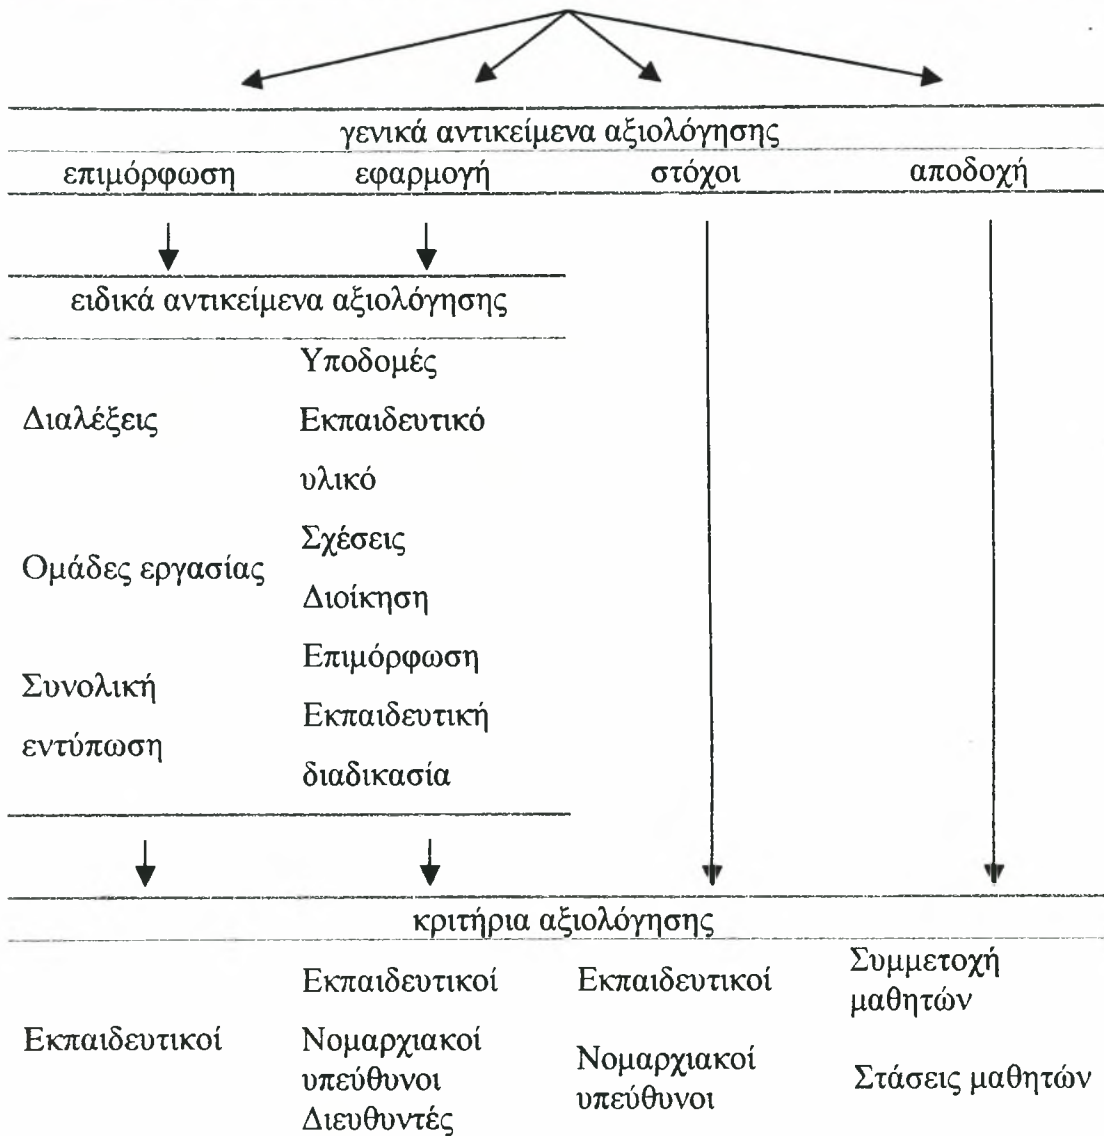 γενικά αντικείμενα αξιολόγησης
επιμόρφωση εφαρμογή στόχοι αποδοχή
ειδικά αντικείμενα αξιολόγησης
Διαλέξεις
Ομάδες εργασίας
Συνολική
εντύπωση
Υποδομές
Εκπαιδευτικό
υλικό
Σχέσεις
Διοίκηση
Επιμόρφωση
Εκπαιδευτική
διαδικασία
κριτήρια αξιολόγησης
Εκπαιδευτικοί
Εκπαιδευτικοί
Νομαρχιακοί
υπεύθυνοι
Διευθυντές
Εκπαιδευτικοί
Νομαρχιακοί
υπεύθυνοι
Συμμετοχή
μαθητών
Στάσεις μαθητών